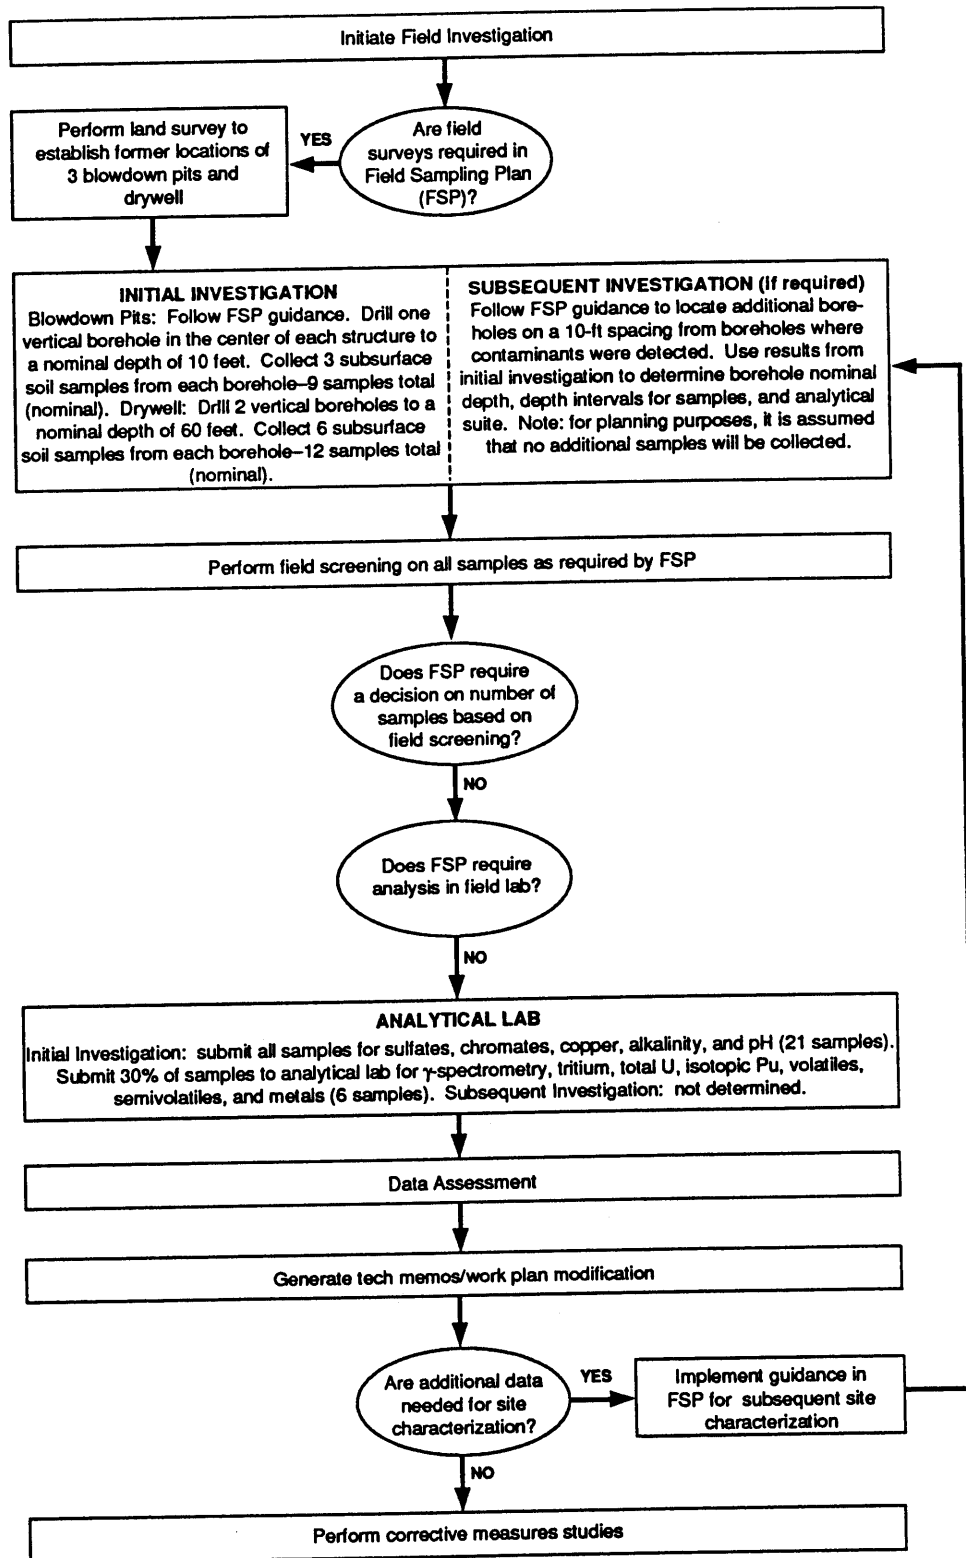 Initiate Field Investigation
Are field
surveys required in
Field Sampling Plan
(FSP)?
YES
Perform land survey to
establish former locations of
3 blowdown pits and
drywell
INITIAL INVESTIGATION
Blowdown Pits: Follow FSP guidance. Drill one
vertical borehole in the center of each structure to
a nominal depth of 10 feet. Collect 3 subsurface
soil samples from each borehole–9 samples total
(nominal). Drywell: Drill 2 vertical boreholes to a
nominal depth of 60 feet. Collect 6 subsurface
soil samples from each borehole–12 samples total
(nominal).
SUBSEQUENT INVESTIGATION (if required)
Follow FSP guidance to locate additional bore-
holes on a 10-ft spacing from boreholes where
contaminants were detected. Use results from
initial investigation to determine borehole nominal
depth, depth intervals for samples, and analytical
suite. Note: for planning purposes, it is assumed
that no additional samples will be collected.
Perform field screening on all samples as required by FSP
Does FSP require
a decision on number of
samples based on
field screening?
NO
Does FSP require
analysis in field lab?
NO
ANALYTICAL LAB
Initial Investigation: submit all samples for sulfates, chromates, copper, alkalinity, and pH (21 samples).
Submit 30% of samples to analytical lab for γ-spectrometry, tritium, total U, isotopic Pu, volatiles,
semivolatiles, and metals (6 samples). Subsequent Investigation: not determined.
Data Assessment
Generate tech memos/work plan modification
Are additional data
needed for site
characterization?
YES
Implement guidance in
FSP for subsequent site
characterization
NO
Perform corrective measures studies